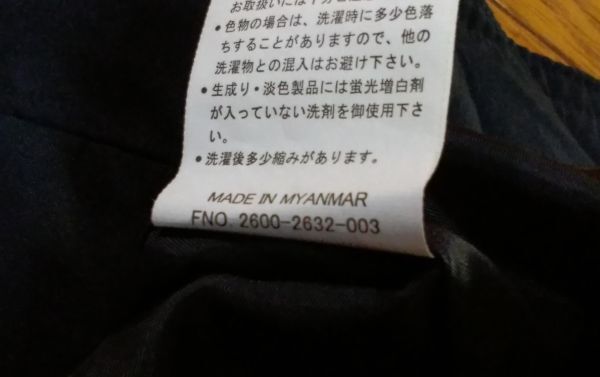 お取扱いには十分ご注
・色物の場合は、洗濯時に多少色落
ちすることがありますので、他の
洗濯物との混入はお避け下さい。
・生成り・淡色製品には蛍光増白剤
が入っていない洗剤を御使用下さ
い。
・洗濯後多少縮みがあります。
MADE IN MYANMAR
FNO. 2600-2632-003